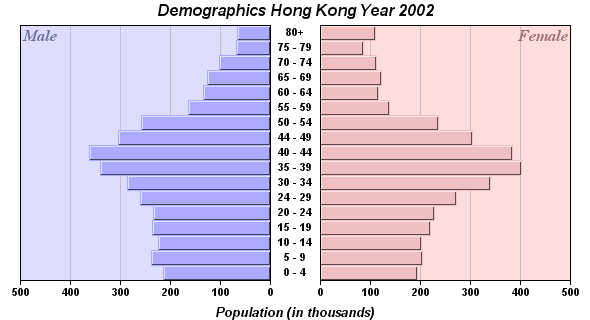 Demographics Hong Kong Year 2002
Male
Female
80+
75 - 79
70 - 74
65 - 69
60 - 64
55 - 59
50 - 54
44 - 49
40 - 44
35 - 39
30 - 34
24 - 29
20 - 24
15 - 19
10 - 14
5 - 9
0 - 4
500 400 300 200 100 0 0 100 200 300 400 500
Population (in thousands)